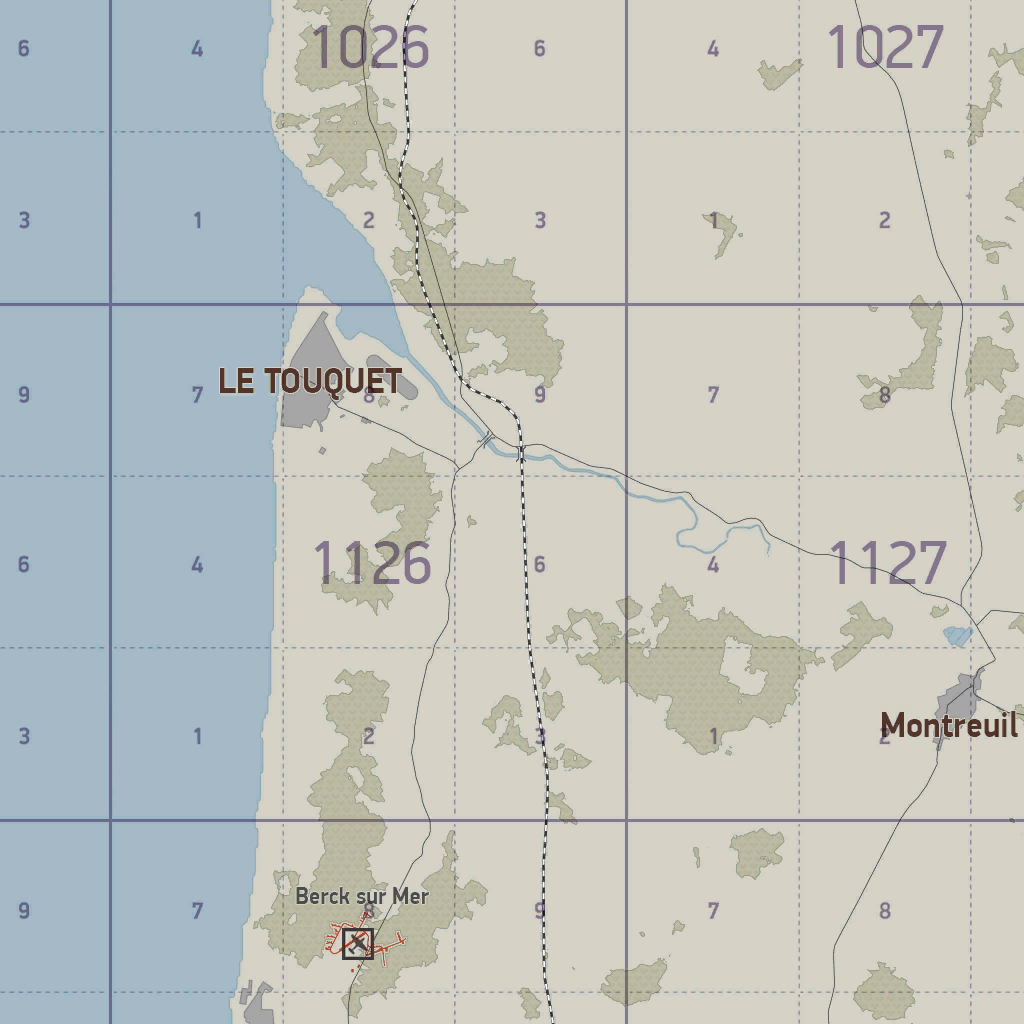 6 4 1026 6 4 1027
3 1 2 3 1 2
9 7 LE TOUQUET 8 9 7 8
6 4 1126 6 4 1127
3 1 2 3 1 2 Montreuil
Berck sur Mer
9 7 8 9 7 8